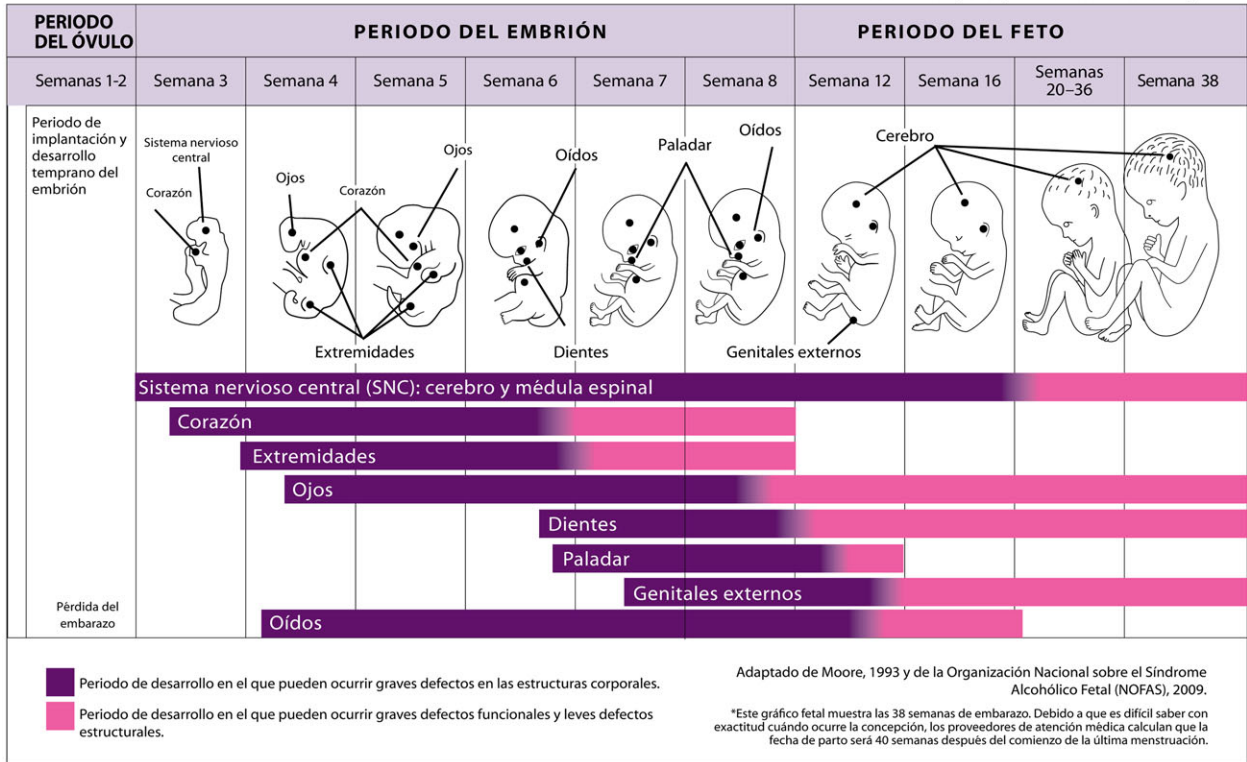 PERIODO
DEL ÓVULO
PERIODO DEL EMBRIÓN
PERIODO DEL FETO
Semanas 1-2
Semana 3
Semana 4
Semana 5
Semana 6
Semana 7
Semana 8
Semana 12
Semana 16
Semanas
20–36
Semana 38
Periodo de
implantación y
desarrollo
temprano del
embrión
Sistema nervioso
central
Corazón
Ojos
Corazón
Ojos
Extremidades
Oídos
Dientes
Paladar
Oídos
Genitales externos
Cerebro
Sistema nervioso central (SNC): cerebro y médula espinal
Corazón
Extremidades
Ojos
Dientes
Paladar
Genitales externos
Pérdida del
embarazo
Oídos
Periodo de desarrollo en el que pueden ocurrir graves defectos en las estructuras corporales.
Periodo de desarrollo en el que pueden ocurrir graves defectos funcionales y leves defectos
estructurales.
Adaptado de Moore, 1993 y de la Organización Nacional sobre el Síndrome
Alcohólico Fetal (NOFAS), 2009.
*Este gráfico fetal muestra las 38 semanas de embarazo. Debido a que es difícil saber con
exactitud cuándo ocurre la concepción, los proveedores de atención médica calculan que la
fecha de parto será 40 semanas después del comienzo de la última menstruación.